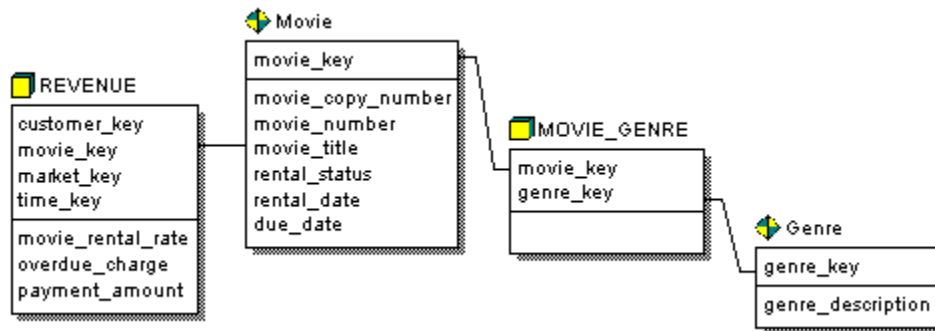 REVENUE
customer_key
movie_key
market_key
time_key
movie_rental_rate
overdue_charge
payment_amount
Movie
movie_key
movie_copy_number
movie_number
movie_title
rental_status
rental_date
due_date
MOVIE_GENRE
movie_key
genre_key
Genre
genre_key
genre_description